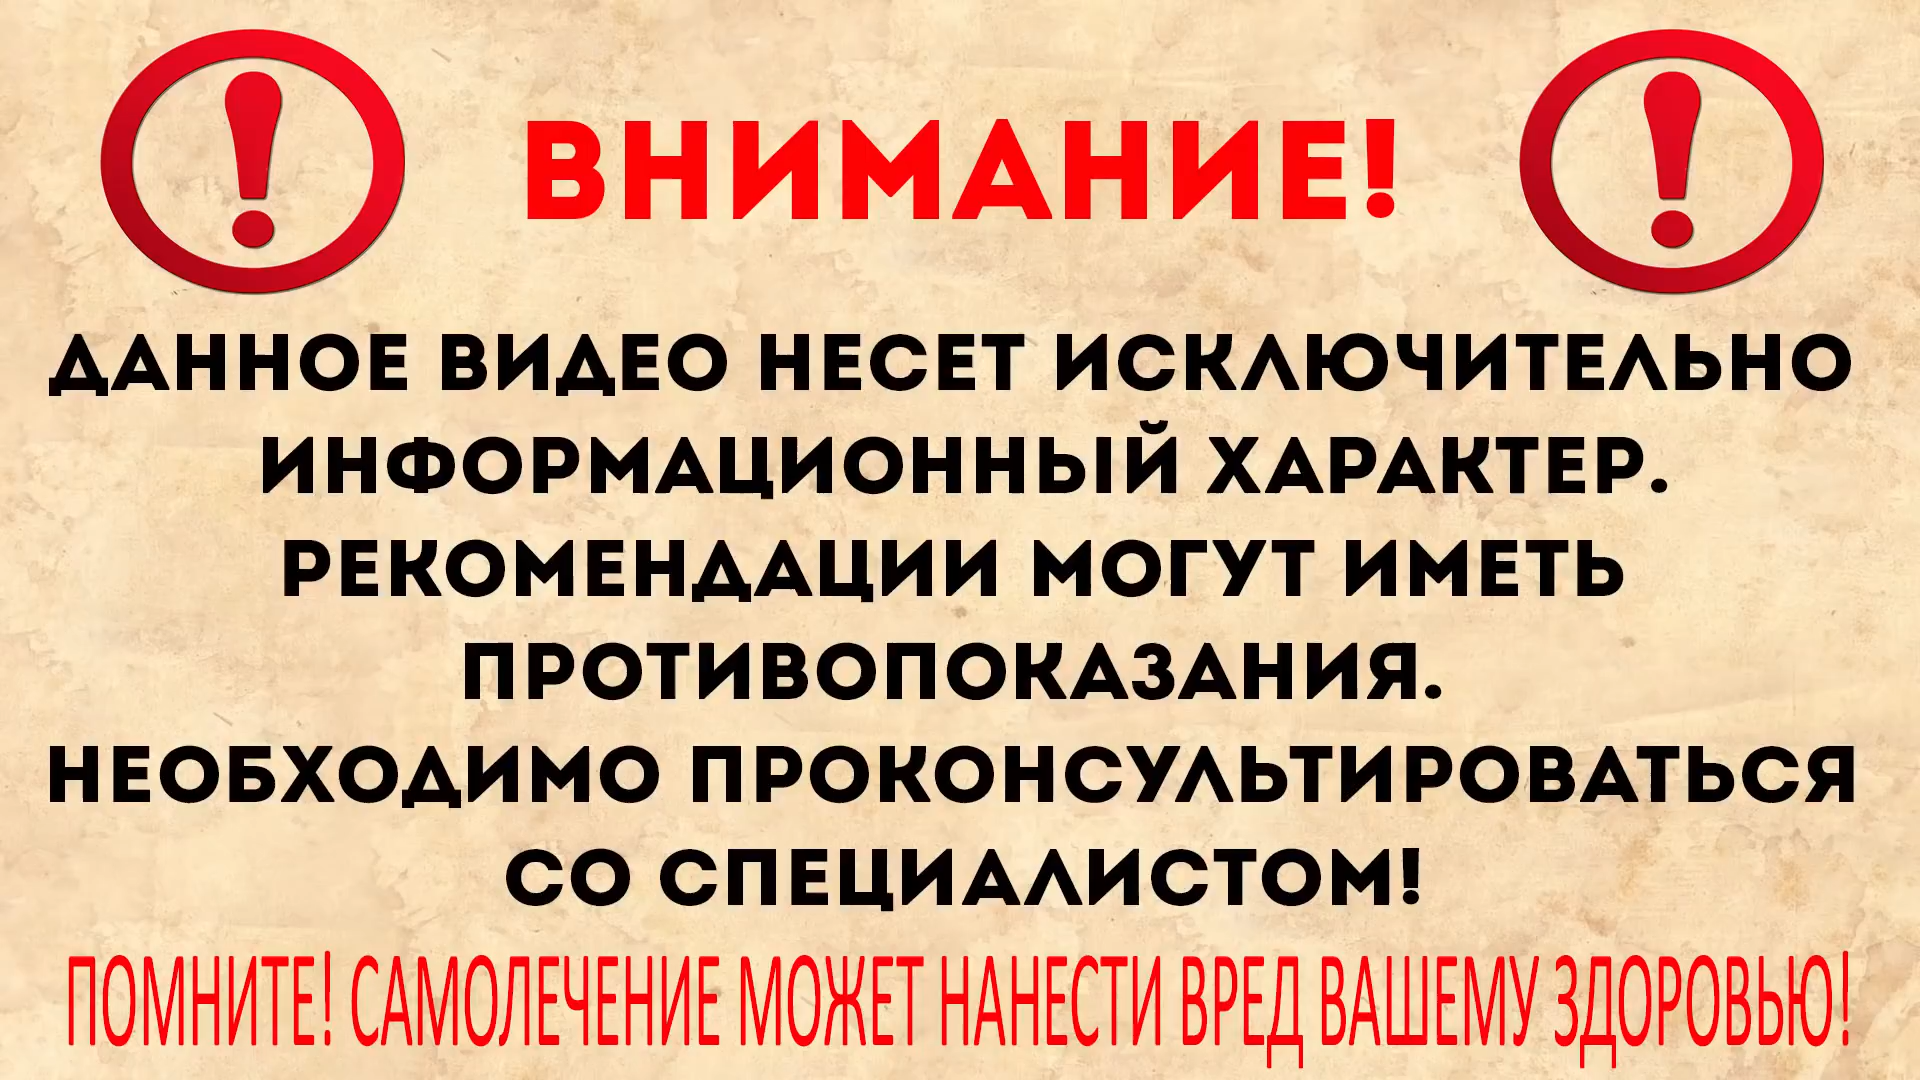 ВНИМАНИЕ!
ДАННОЕ ВИДЕО НЕСЕТ ИСКЛЮЧИТЕЛЬНО
ИНФОРМАЦИОННЫЙ ХАРАКТЕР.
РЕКОМЕНДАЦИИ МОГУТ ИМЕТЬ
ПРОТИВОПОКАЗАНИЯ.
НЕОБХОДИМО ПРОКОНСУЛЬТИРОВАТЬСЯ
СО СПЕЦИАЛИСТОМ!
ПОМНИТЕ! САМОЛЕЧЕНИЕ МОЖЕТ НАНЕСТИ ВРЕД ВАШЕМУ ЗДОРОВЬЮ!